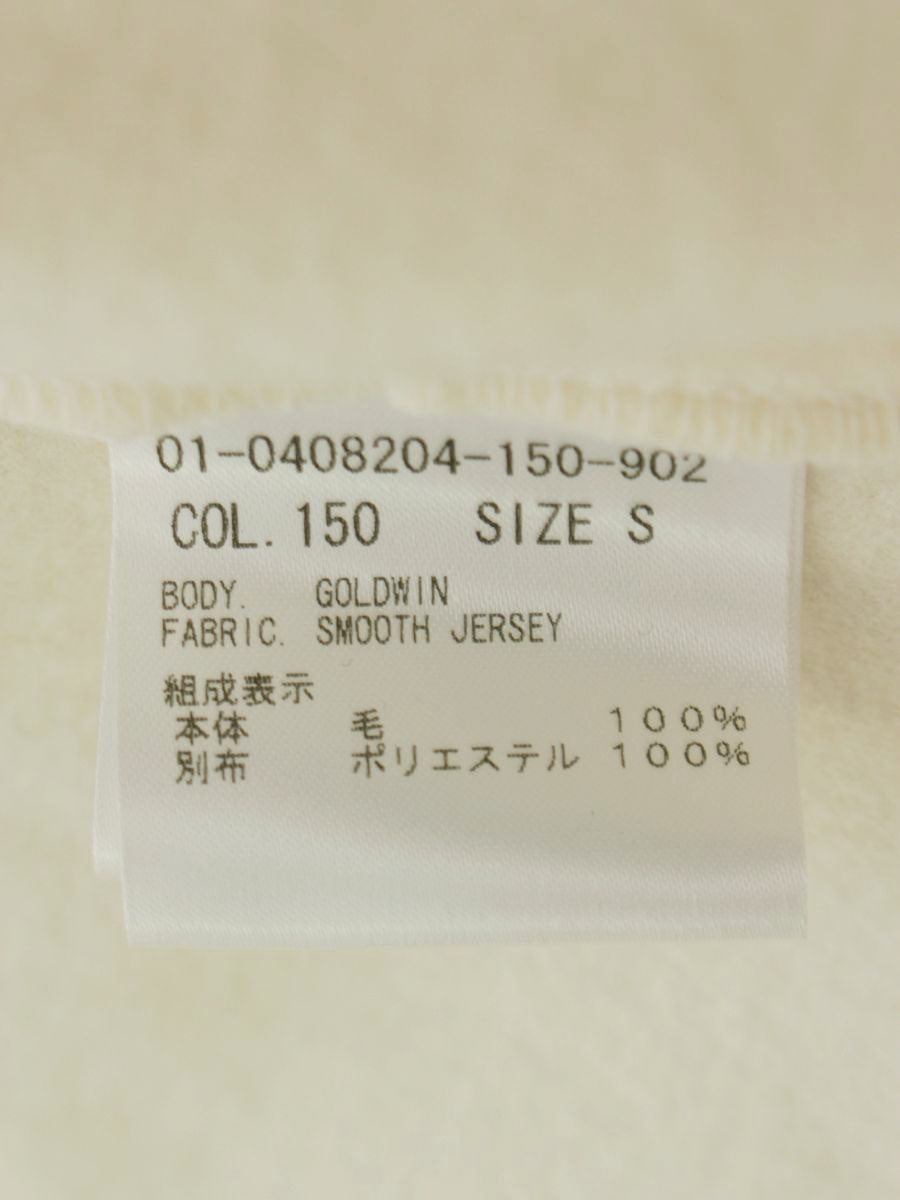 01-0408204-150-902
COL. 150 SIZE S
BODY. GOLDWIN
FABRIC. SMOOTH JERSEY
組成表示
本体 毛 100%
別布 ポリエステル 100%